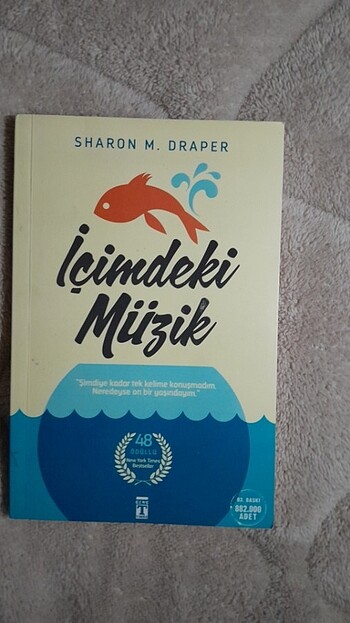 SHARON M. DRAPER
İçimdeki
Müzik
"Şimdiye kadar tek kelime konuşmadım.
Neredeyse on bir yaşındayım."
48
ÖDÜLLÜ
New York Times
Bestseller
85 BASKI
882.000
ADET